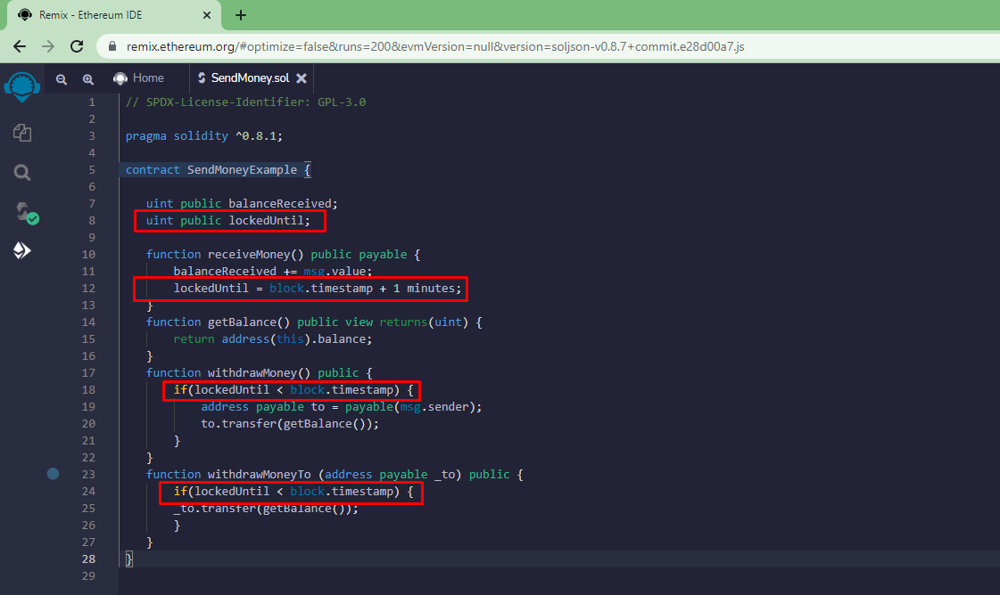 Remix - Ethereum IDE
remix.ethereum.org/#optimize=false&runs=200&evmVersion=null&version=soljson-v0.8.7+commit.e28d00a7.js
Home SendMoney.sol
1 // SPDX-License-Identifier: GPL-3.0
2
3 pragma solidity ^0.8.1;
4
5 contract SendMoneyExample {
6
7 uint public balanceReceived;
8 uint public lockedUntil;
9
10 function receiveMoney() public payable {
11 balanceReceived += msg.value;
12 lockedUntil = block.timestamp + 1 minutes;
13 }
14 function getBalance() public view returns(uint) {
15 return address(this).balance;
16 }
17 function withdrawMoney() public {
18 if(lockedUntil < block.timestamp) {
19 address payable to = payable(msg.sender);
20 to.transfer(getBalance());
21 }
22 }
23 function withdrawMoneyTo (address payable _to) public {
24 if(lockedUntil < block.timestamp) {
25 _to.transfer(getBalance());
26 }
27 }
28 }
29